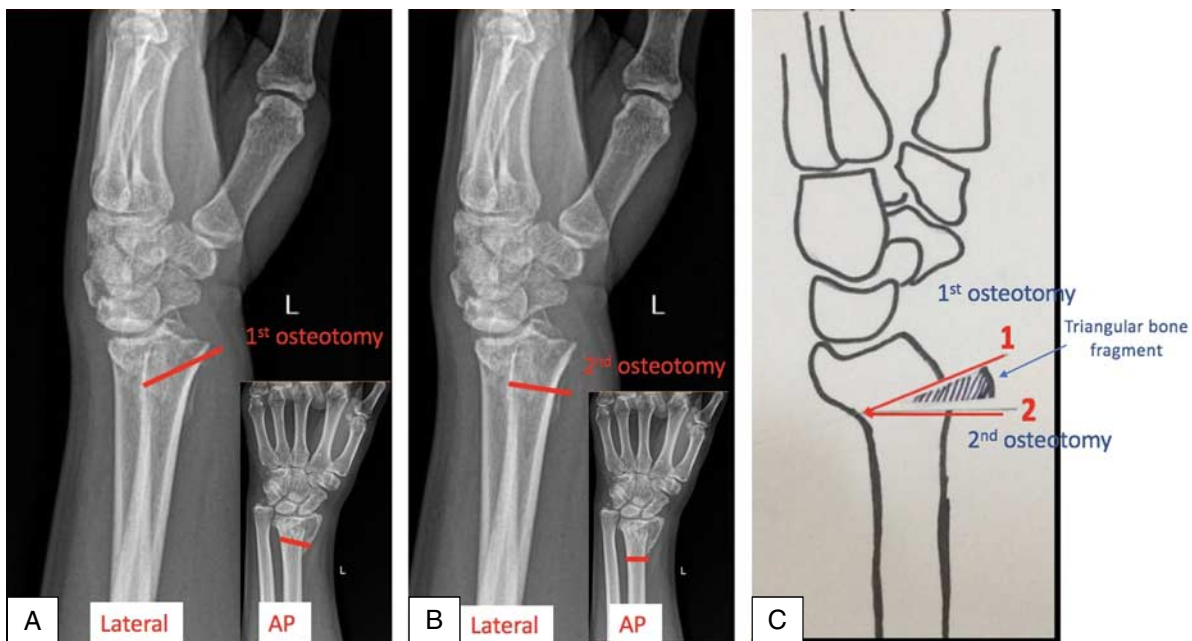 L
1st osteotomy
L
A
Lateral
AP
L
2nd osteotomy
L
B
Lateral
AP
1st osteotomy
1
Triangular bone
fragment
2
2nd osteotomy
C